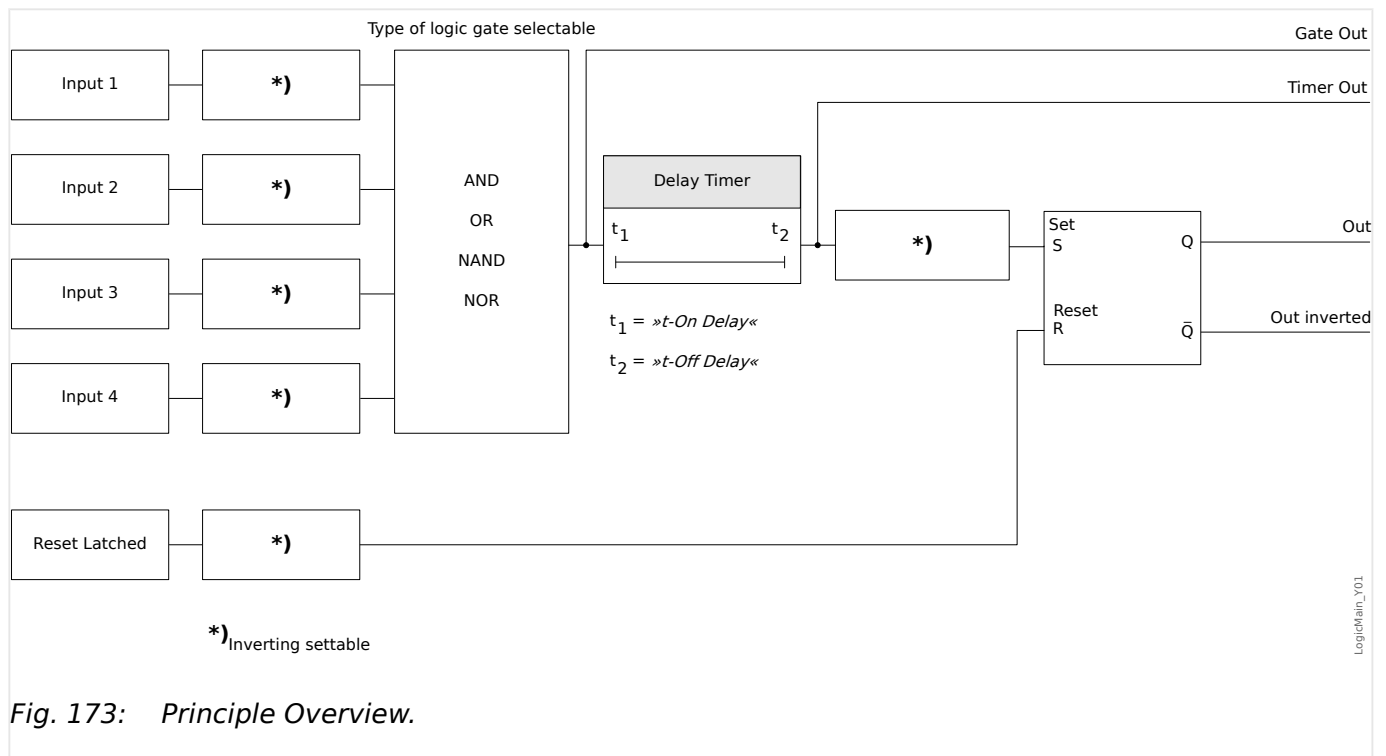 Type of logic gate selectable
Gate Out
Timer Out
Input 1
*)
Input 2
*)
Input 3
*)
Input 4
*)
AND
OR
NAND
NOR
Delay Timer
t1
t2
t1 = »t-On Delay«
t2 = »t-Off Delay«
*)
Set
S
Reset
R
Q
Q̅
Out
Out inverted
Reset Latched
*)
*)Inverting settable
LogicMain_Y01
Fig. 173: Principle Overview.